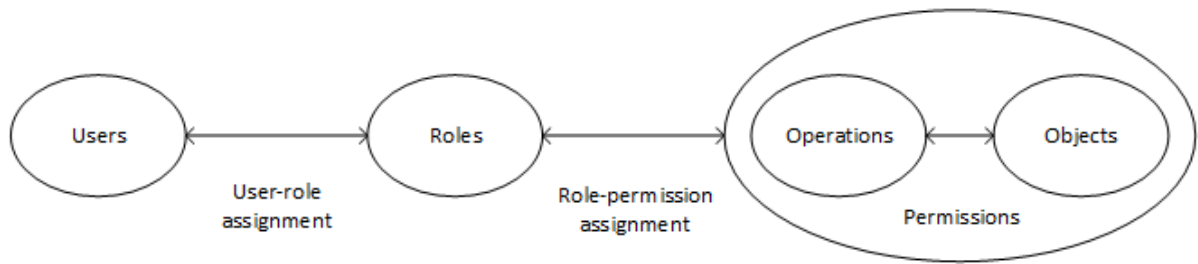 Users
Roles
Operations
Objects
User-role
assignment
Role-permission
assignment
Permissions